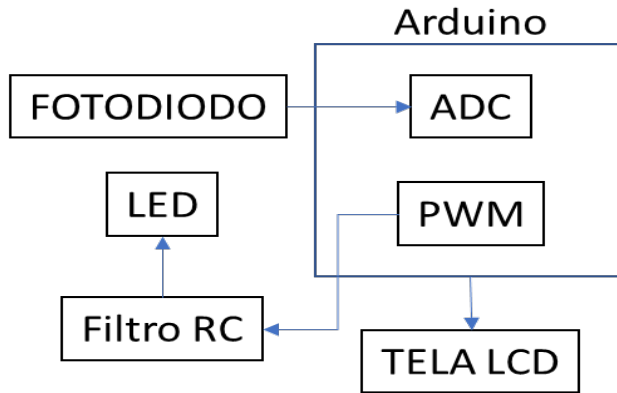 Arduino
FOTODIODO
ADC
LED
PWM
Filtro RC
TELA LCD